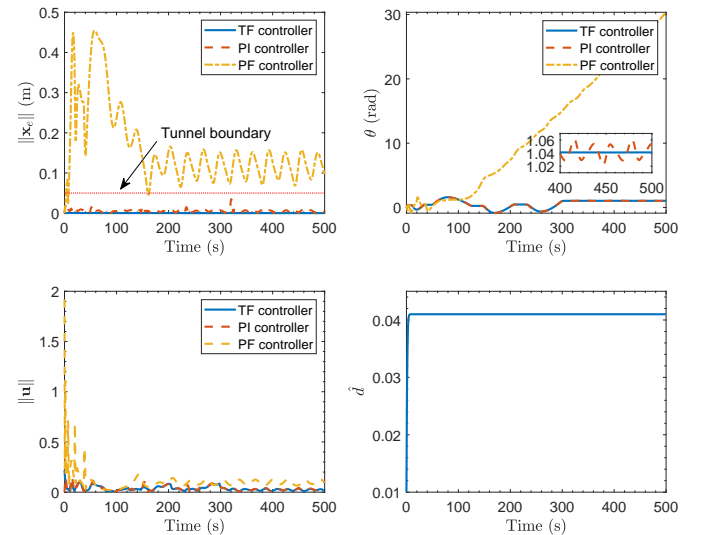 0.5
0.4
0.3
0.2
0.1
0
‖x_e‖ (m)
TF controller
PI controller
PF controller
Tunnel boundary
0 100 200 300 400 500
Time (s)
30
20
10
0
θ (rad)
TF controller
PI controller
PF controller
1.06
1.04
1.02
400 450 500
0 100 200 300 400 500
Time (s)
2
1.5
1
0.5
0
‖u‖
TF controller
PI controller
PF controller
0 100 200 300 400 500
Time (s)
0.04
0.03
0.02
0.01
d̂
0 100 200 300 400 500
Time (s)